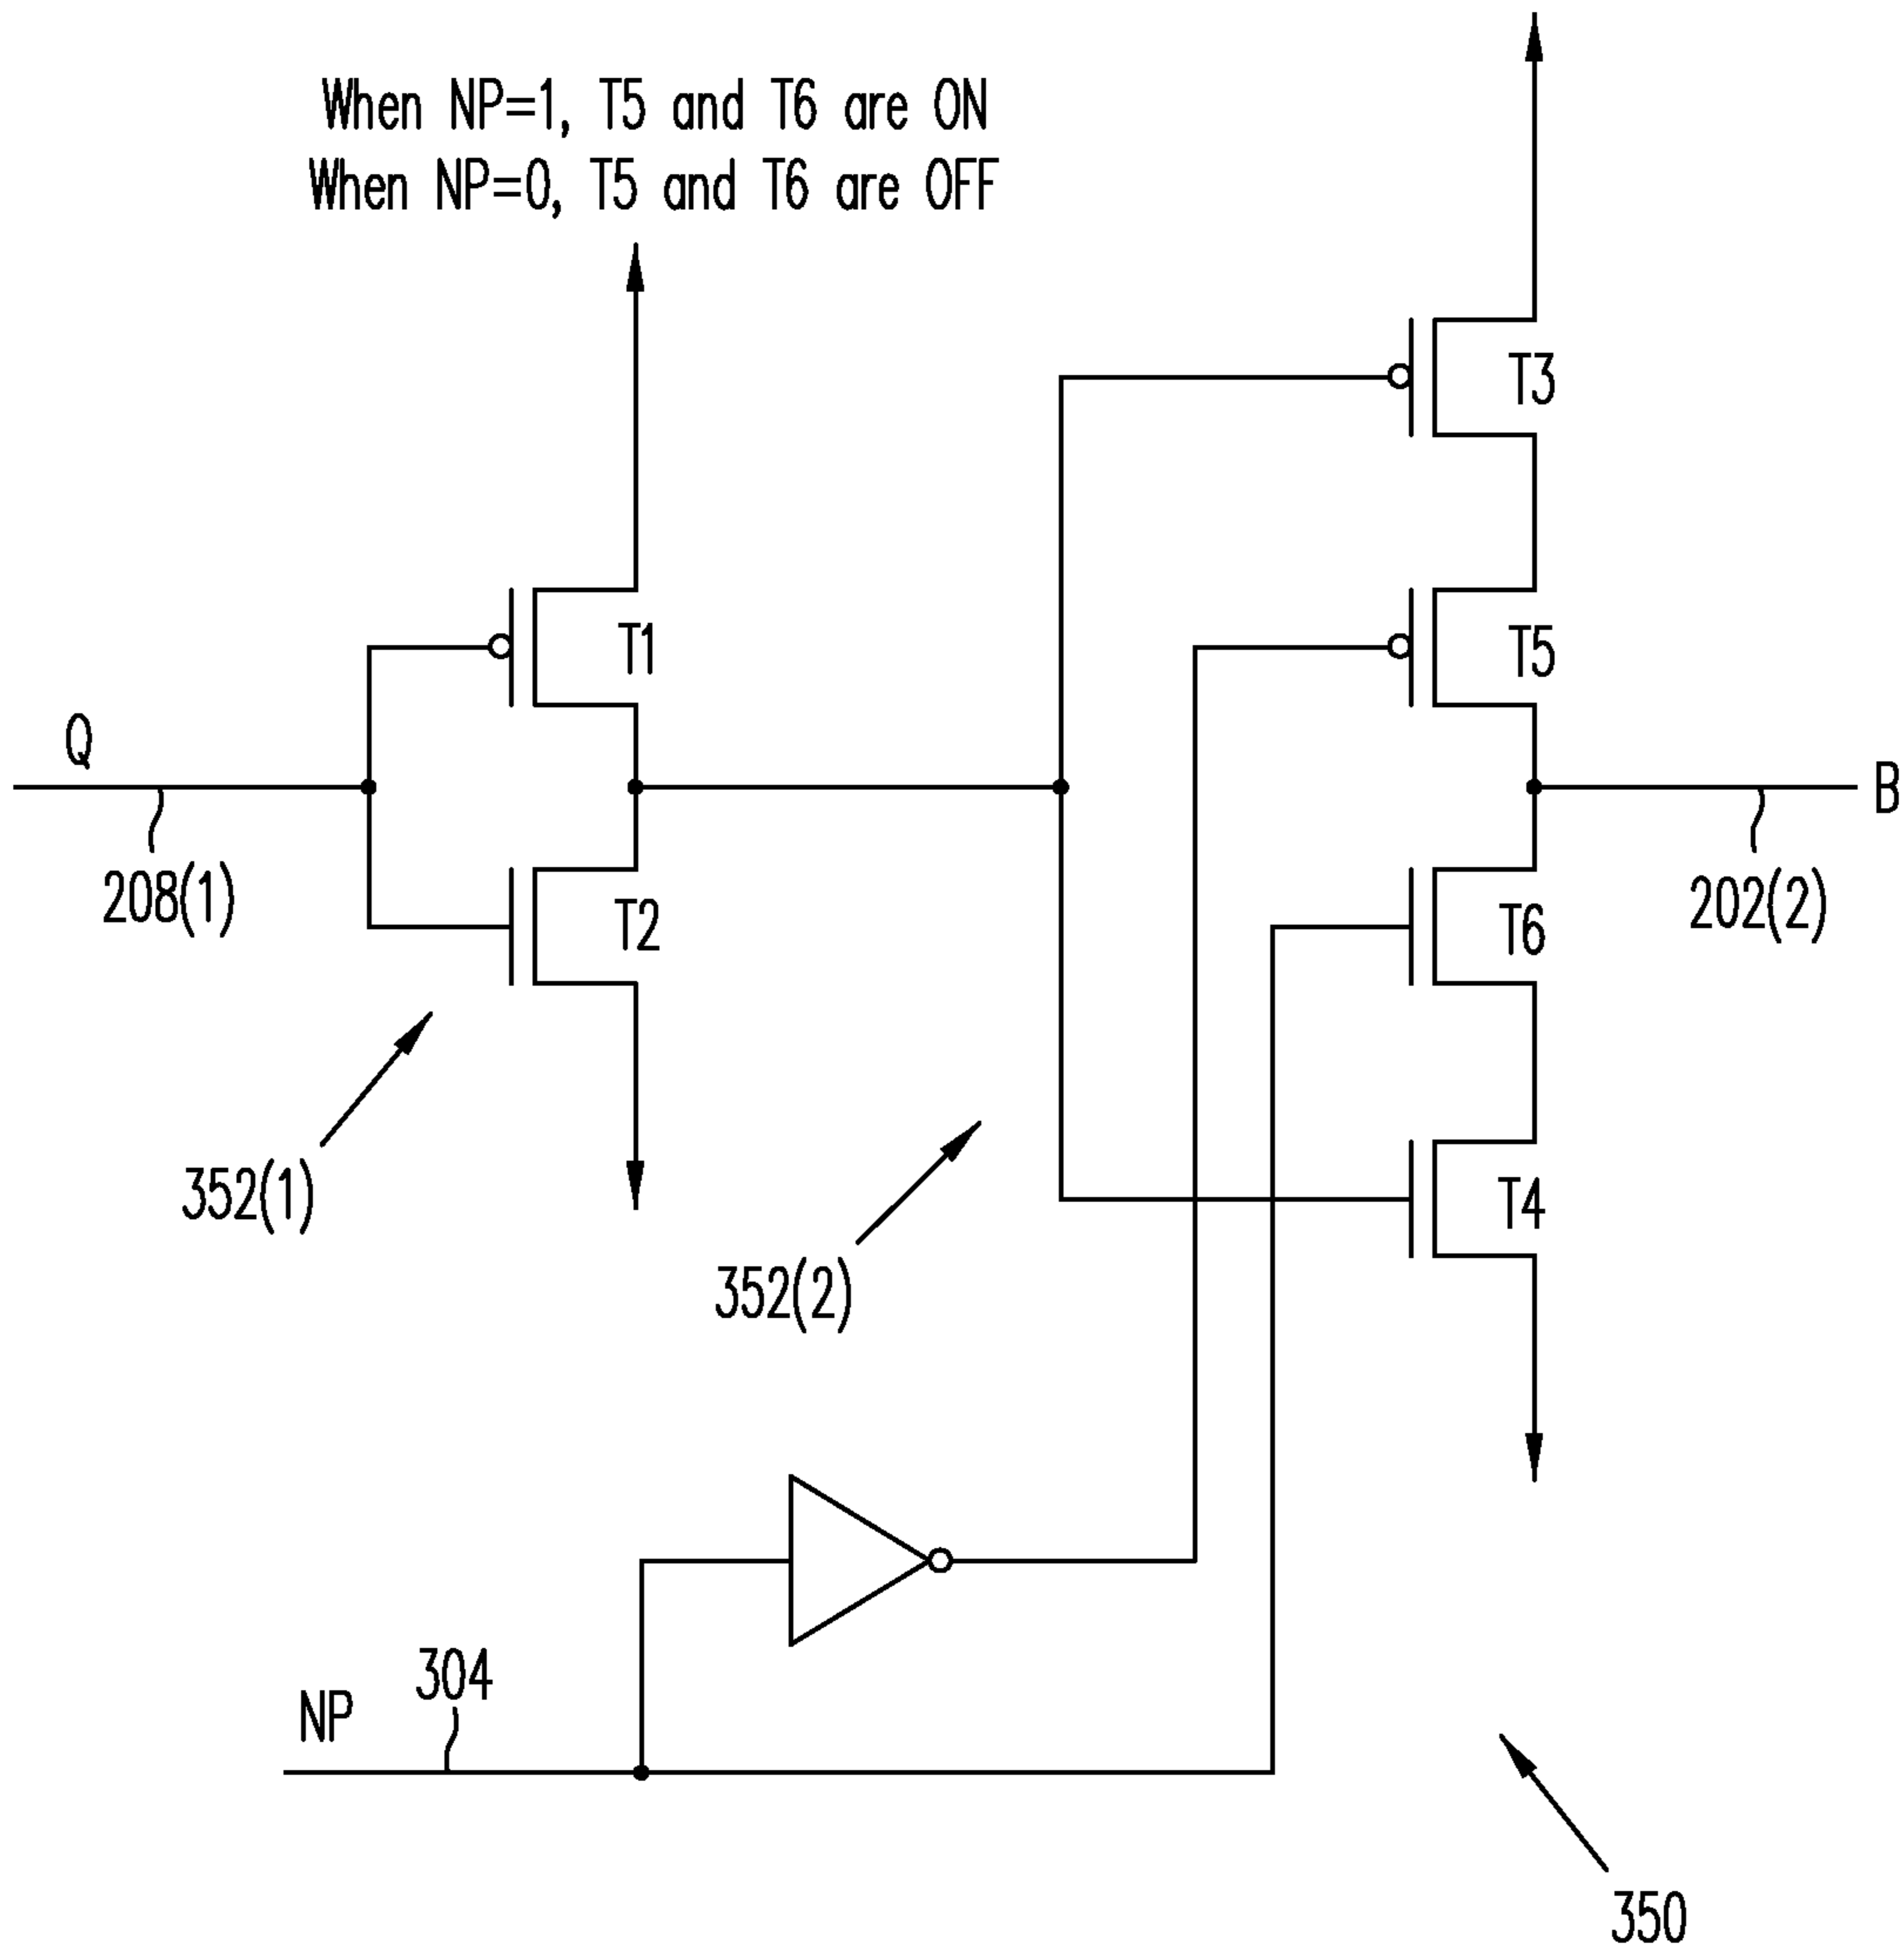 When NP=1, T5 and T6 are ON
When NP=0, T5 and T6 are OFF
T3
T1
T5
Q
B
208(1)
T2
202(2)
T6
352(1)
T4
352(2)
304
NP
350